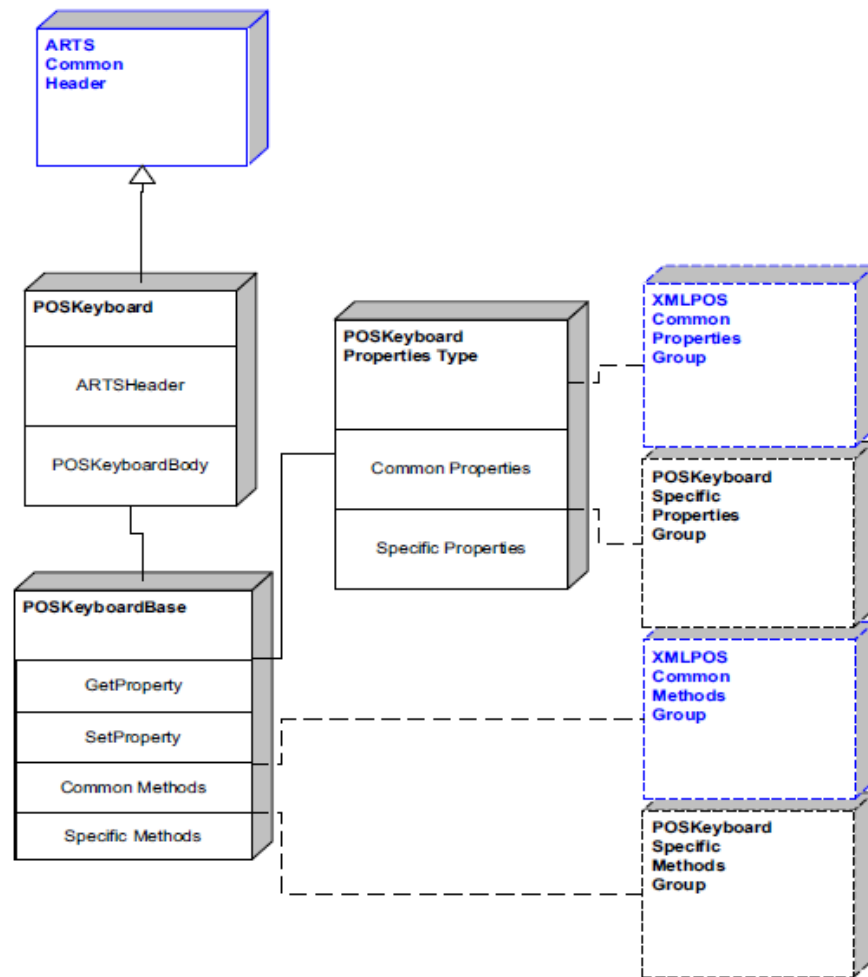 ARTS
Common
Header
POSKeyboard
ARTSHeader
POSKeyboardBody
POSKeyboard
Properties Type
Common Properties
Specific Properties
XMLPOS
Common
Properties
Group
POSKeyboard
Specific
Properties
Group
POSKeyboardBase
GetProperty
SetProperty
Common Methods
Specific Methods
XMLPOS
Common
Methods
Group
POSKeyboard
Specific
Methods
Group